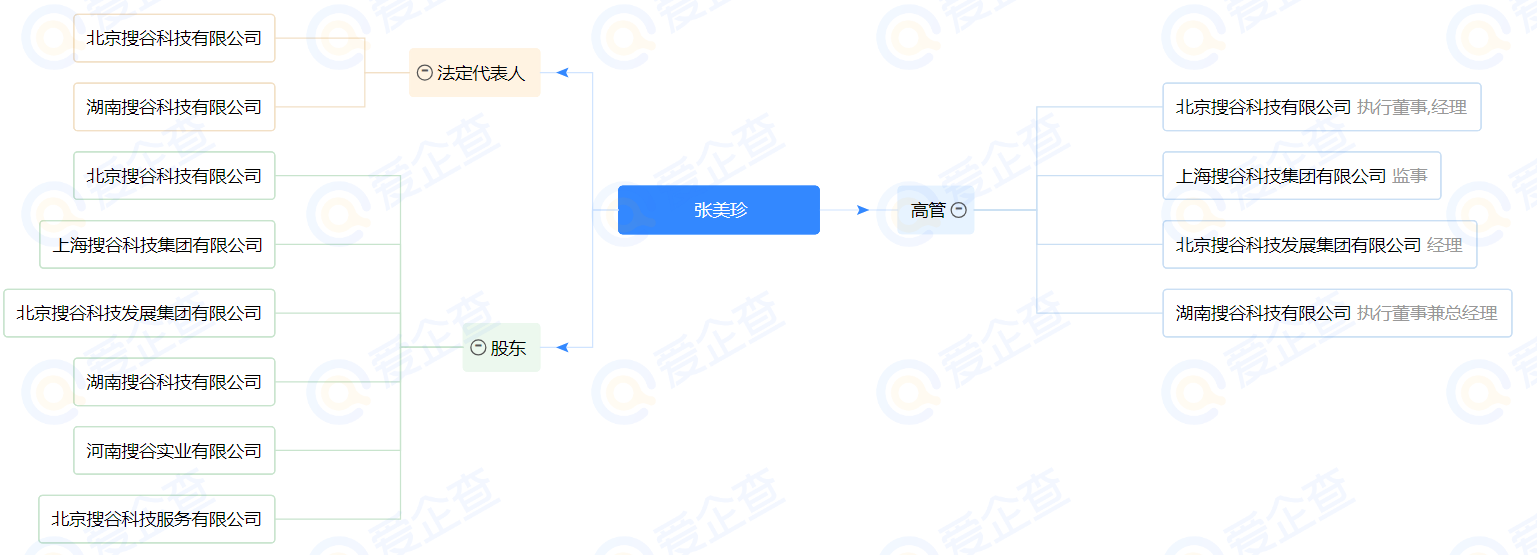 北京搜谷科技有限公司
湖南搜谷科技有限公司
法定代表人
北京搜谷科技有限公司
上海搜谷科技集团有限公司
北京搜谷科技发展集团有限公司
湖南搜谷科技有限公司
河南搜谷实业有限公司
北京搜谷科技服务有限公司
股东
张美珍
高管
北京搜谷科技有限公司 执行董事,经理
上海搜谷科技集团有限公司 监事
北京搜谷科技发展集团有限公司 经理
湖南搜谷科技有限公司 执行董事兼总经理
爱企查